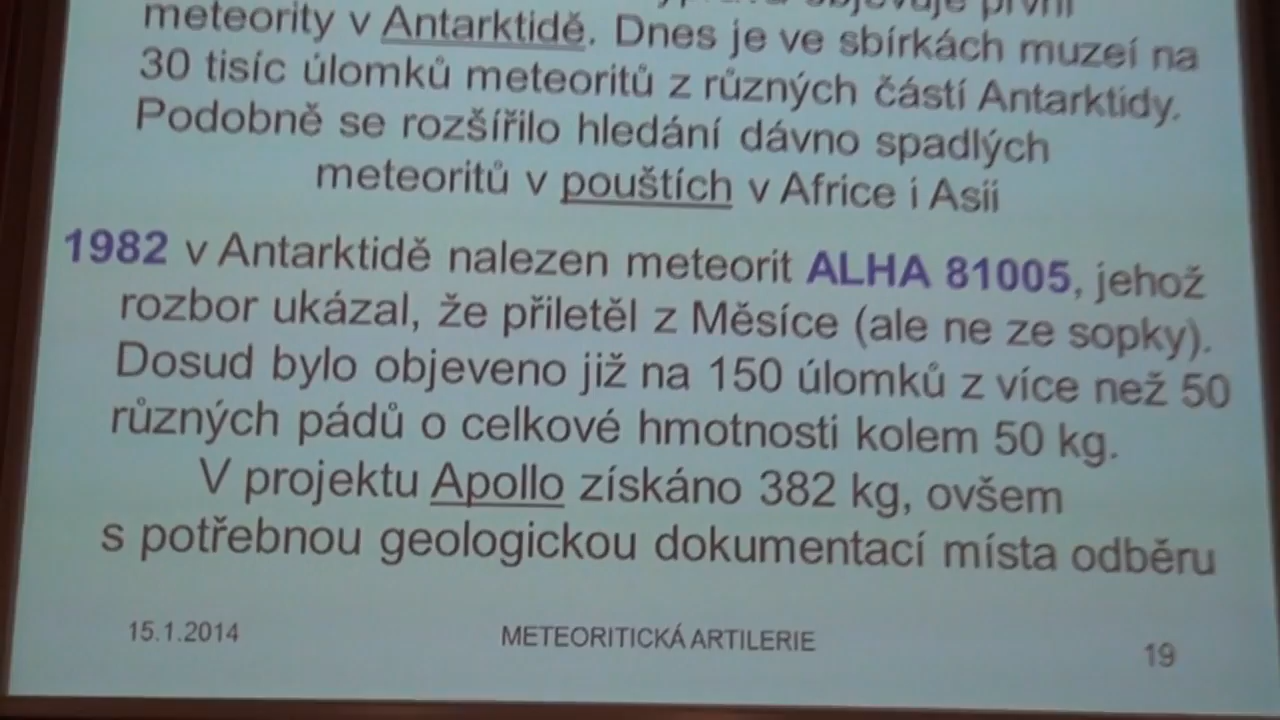 první
meteority v Antarktidě. Dnes je ve sbírkách muzeí na
30 tisíc úlomků meteoritů z různých částí Antarktidy.
Podobně se rozšířilo hledání dávno spadlých
meteoritů v pouštích v Africe i Asii
1982 v Antarktidě nalezen meteorit ALHA 81005, jehož
rozbor ukázal, že přiletěl z Měsíce (ale ne ze sopky).
Dosud bylo objeveno již na 150 úlomků z více než 50
různých pádů o celkové hmotnosti kolem 50 kg.
V projektu Apollo získáno 382 kg, ovšem
s potřebnou geologickou dokumentací místa odběru
15.1.2014
METEORITICKÁ ARTILERIE
19